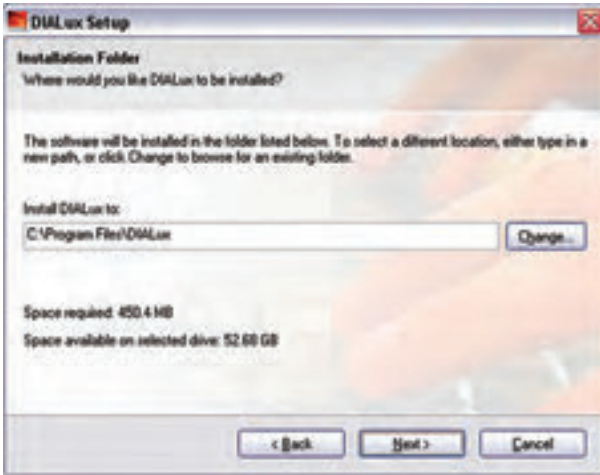 DIALux Setup
Installation Folder
Where would you like DIALux to be installed?
The software will be installed in the folder listed below. To select a different location, either type in a
new path, or click Change to browse for an existing folder.
Install DIALux to:
C:\Program Files\DIALux
Change...
Space required: 450.4 MB
Space available on selected drive: 52.68 GB
< Back Next > Cancel